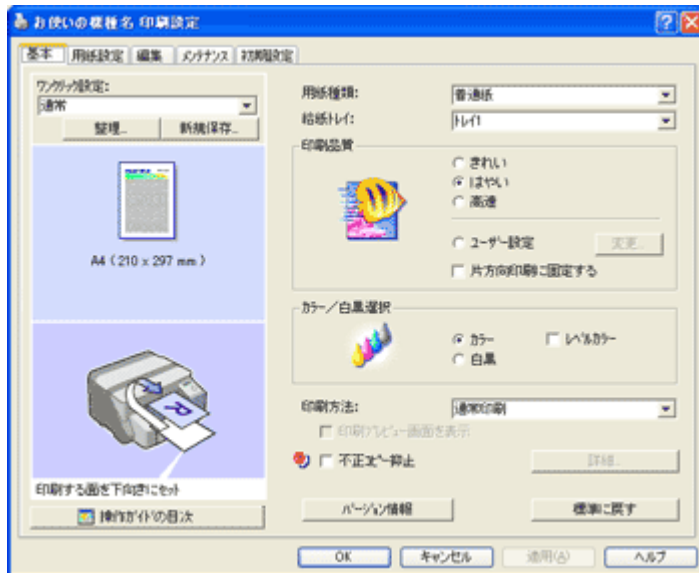 お使いの機種名 印刷設定
基本 用紙設定 編集 メンテナンス 初期設定
ワンクリック設定:
通常
整理...
新規保存...
A4 ( 210 x 297 mm )
R
印刷する面を下向きにセット
操作ガイドの目次
用紙種類:
普通紙
給紙トレイ:
トレイ1
印刷品質
きれい
はやい
高速
ユーザー設定
変更...
片方向印刷に固定する
カラー/白黒選択
カラー
レベルカラー
白黒
印刷方法:
通常印刷
印刷プレビュー画面を表示
不正コピー抑止
詳細...
バージョン情報
標準に戻す
OK
キャンセル
適用(A)
ヘルプ